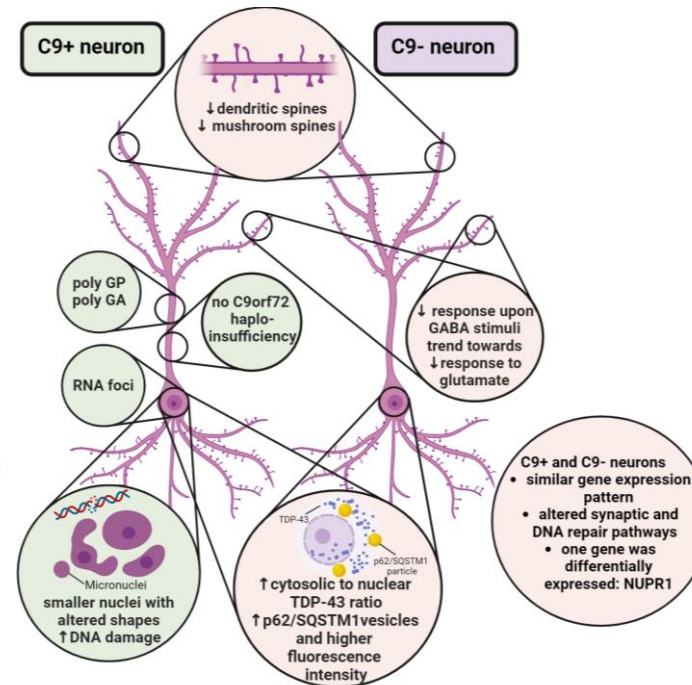 C9+ neuron
C9- neuron
↓dendritic spines
↓ mushroom spines
poly GP
poly GA
no C9orf72
haplo-
insufficiency
↓ response upon
GABA stimuli
trend towards
↓response to
glutamate
RNA foci
C9+ and C9- neurons
• similar gene expression
pattern
• altered synaptic and
DNA repair pathways
• one gene was
differentially
expressed: NUPR1
Micronuclei
smaller nuclei with
altered shapes
↑DNA damage
TDP-43
p62/SQSTM1
particle
↑cytosolic to nuclear
TDP-43 ratio
↑p62/SQSTM1vesicles
and higher
fluorescence
intensity